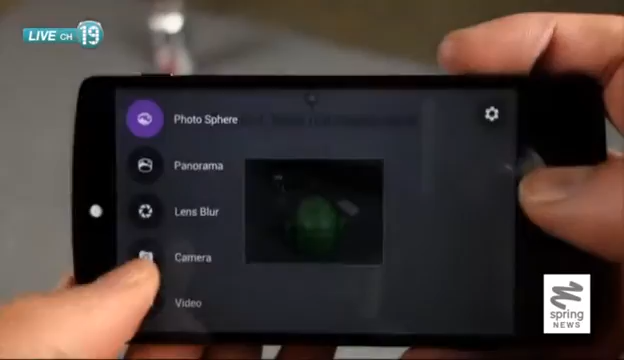 LIVE CH 19
Photo Sphere
Panorama
Lens Blur
Camera
Video
spring
NEWS